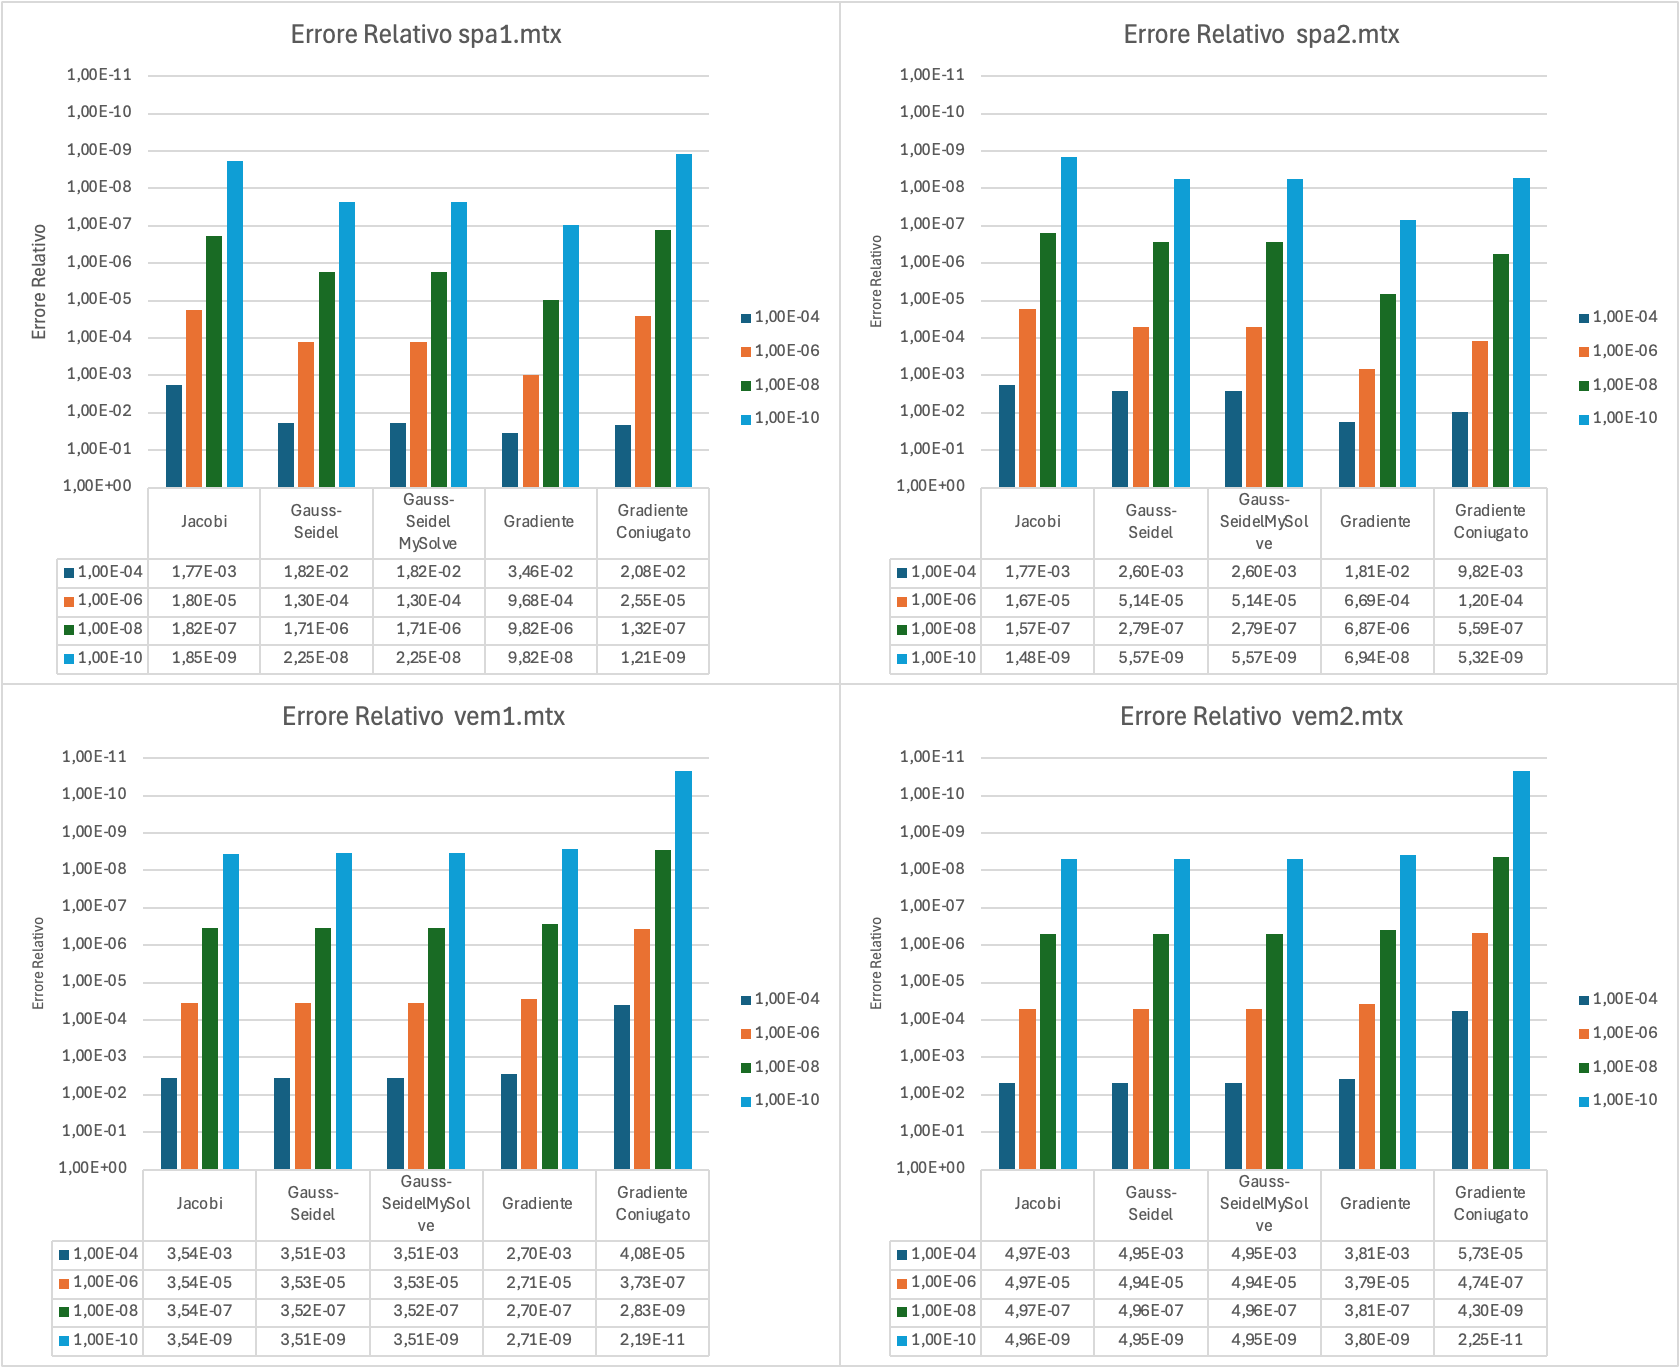 Errore Relativo spa1.mtx
1,00E-11
1,00E-10
1,00E-09
1,00E-08
1,00E-07
1,00E-06
1,00E-05
1,00E-04
1,00E-03
1,00E-02
1,00E-01
1,00E+00
Errore Relativo
Jacobi
Gauss-
Seidel
Gauss-
Seidel
MySolve
Gradiente
Gradiente
Coniugato
1,00E-04 1,77E-03 1,82E-02 1,82E-02 3,46E-02 2,08E-02
1,00E-06 1,80E-05 1,30E-04 1,30E-04 9,68E-04 2,55E-05
1,00E-08 1,82E-07 1,71E-06 1,71E-06 9,82E-06 1,32E-07
1,00E-10 1,85E-09 2,25E-08 2,25E-08 9,82E-08 1,21E-09
1,00E-04
1,00E-06
1,00E-08
1,00E-10
Errore Relativo spa2.mtx
1,00E-11
1,00E-10
1,00E-09
1,00E-08
1,00E-07
1,00E-06
1,00E-05
1,00E-04
1,00E-03
1,00E-02
1,00E-01
1,00E+00
Errore Relativo
Jacobi
Gauss-
Seidel
Gauss-
SeidelMySol
ve
Gradiente
Gradiente
Coniugato
1,00E-04 1,77E-03 2,60E-03 2,60E-03 1,81E-02 9,82E-03
1,00E-06 1,67E-05 5,14E-05 5,14E-05 6,69E-04 1,20E-04
1,00E-08 1,57E-07 2,79E-07 2,79E-07 6,87E-06 5,59E-07
1,00E-10 1,48E-09 5,57E-09 5,57E-09 6,94E-08 5,32E-09
1,00E-04
1,00E-06
1,00E-08
1,00E-10
Errore Relativo vem1.mtx
1,00E-11
1,00E-10
1,00E-09
1,00E-08
1,00E-07
1,00E-06
1,00E-05
1,00E-04
1,00E-03
1,00E-02
1,00E-01
1,00E+00
Errore Relativo
Jacobi
Gauss-
Seidel
Gauss-
SeidelMySol
ve
Gradiente
Gradiente
Coniugato
1,00E-04 3,54E-03 3,51E-03 3,51E-03 2,70E-03 4,08E-05
1,00E-06 3,54E-05 3,53E-05 3,53E-05 2,71E-05 3,73E-07
1,00E-08 3,54E-07 3,52E-07 3,52E-07 2,70E-07 2,83E-09
1,00E-10 3,54E-09 3,51E-09 3,51E-09 2,71E-09 2,19E-11
1,00E-04
1,00E-06
1,00E-08
1,00E-10
Errore Relativo vem2.mtx
1,00E-11
1,00E-10
1,00E-09
1,00E-08
1,00E-07
1,00E-06
1,00E-05
1,00E-04
1,00E-03
1,00E-02
1,00E-01
1,00E+00
Errore Relativo
Jacobi
Gauss-
Seidel
Gauss-
SeidelMySol
ve
Gradiente
Gradiente
Coniugato
1,00E-04 4,97E-03 4,95E-03 4,95E-03 3,81E-03 5,73E-05
1,00E-06 4,97E-05 4,94E-05 4,94E-05 3,79E-05 4,74E-07
1,00E-08 4,97E-07 4,96E-07 4,96E-07 3,81E-07 4,30E-09
1,00E-10 4,96E-09 4,95E-09 4,95E-09 3,80E-09 2,25E-11
1,00E-04
1,00E-06
1,00E-08
1,00E-10